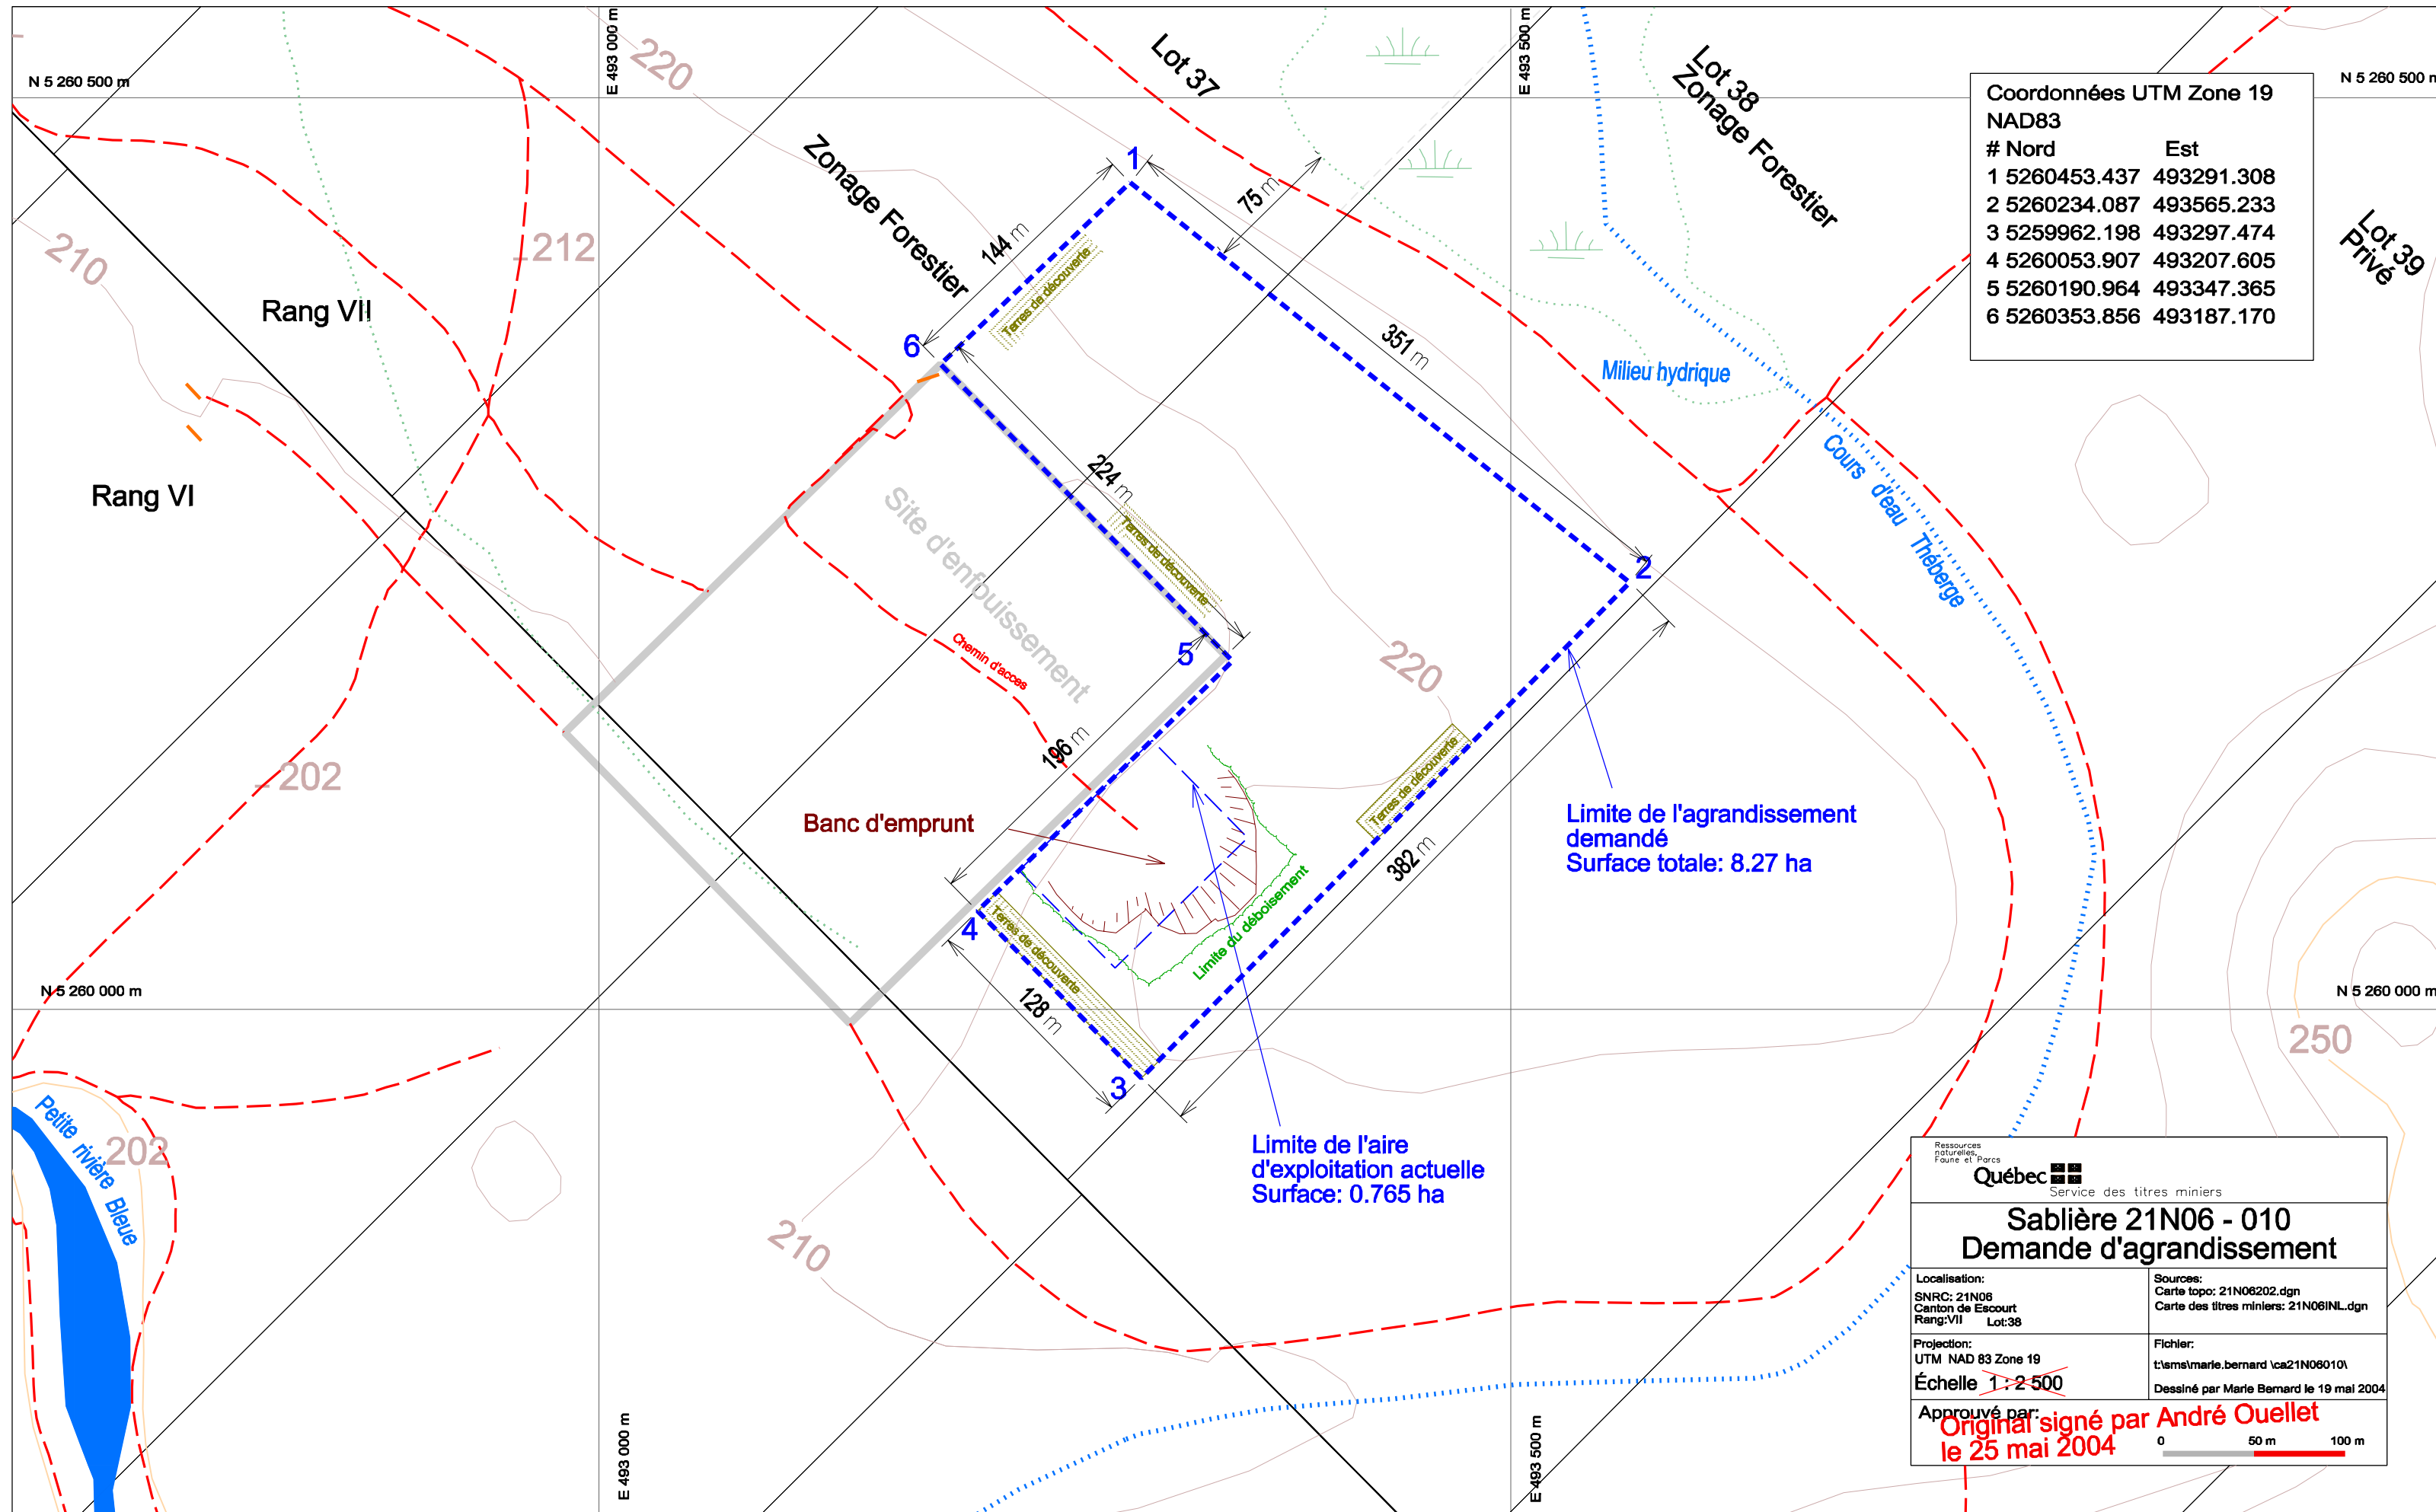 N 5 260 500 m
E 493 000 m
220
Lot 37
E 493 500 m
Lot 38
Zonage Forestier
N 5 260 500 m
Coordonnées UTM Zone 19
NAD83
# Nord Est
1 5260453.437 493291.308
2 5260234.087 493565.233
3 5259962.198 493297.474
4 5260053.907 493207.605
5 5260190.964 493347.365
6 5260353.856 493187.170
Lot 39
Privé
Zonage Forestier
1
75 m
144 m
Terres de découverte
210
212
Rang VII
6
351 m
Milieu hydrique
Rang VI
224 m
Terres de découverte
Site d'enfouissement
Cours d'eau Théberge
2
5
Chemin d'acces
220
196 m
202
Banc d'emprunt
Terres de découverte
Limite de l'agrandissement
demandé
Surface totale: 8.27 ha
382 m
Limite du déboisement
4
Terres de découverte
128 m
N 5 260 000 m
N 5 260 000 m
250
3
Petite rivière Bleue
202
Limite de l'aire
d'exploitation actuelle
Surface: 0.765 ha
210
E 493 000 m
E 493 500 m
Ressources
naturelles,
Faune et Parcs
Québec
Service des titres miniers
Sablière 21N06 - 010
Demande d'agrandissement
Localisation:
SNRC: 21N06
Canton de Escourt
Rang:VII Lot:38
Sources:
Carte topo: 21N06202.dgn
Carte des titres miniers: 21N06INL.dgn
Projection:
UTM NAD 83 Zone 19
Échelle 1 : 2 500
Fichier:
t:\sms\marie.bernard \ca21N06010\
Dessiné par Marie Bernard le 19 mai 2004
Approuvé par:
Original signé par André Ouellet
le 25 mai 2004
0 50 m 100 m